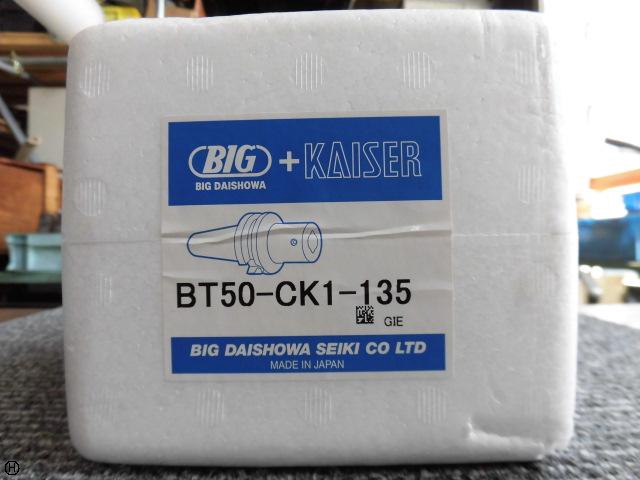 BIG + KAISER
BIG DAISHOWA
BT50-CK1-135
GIE
BIG DAISHOWA SEIKI CO LTD
MADE IN JAPAN
H